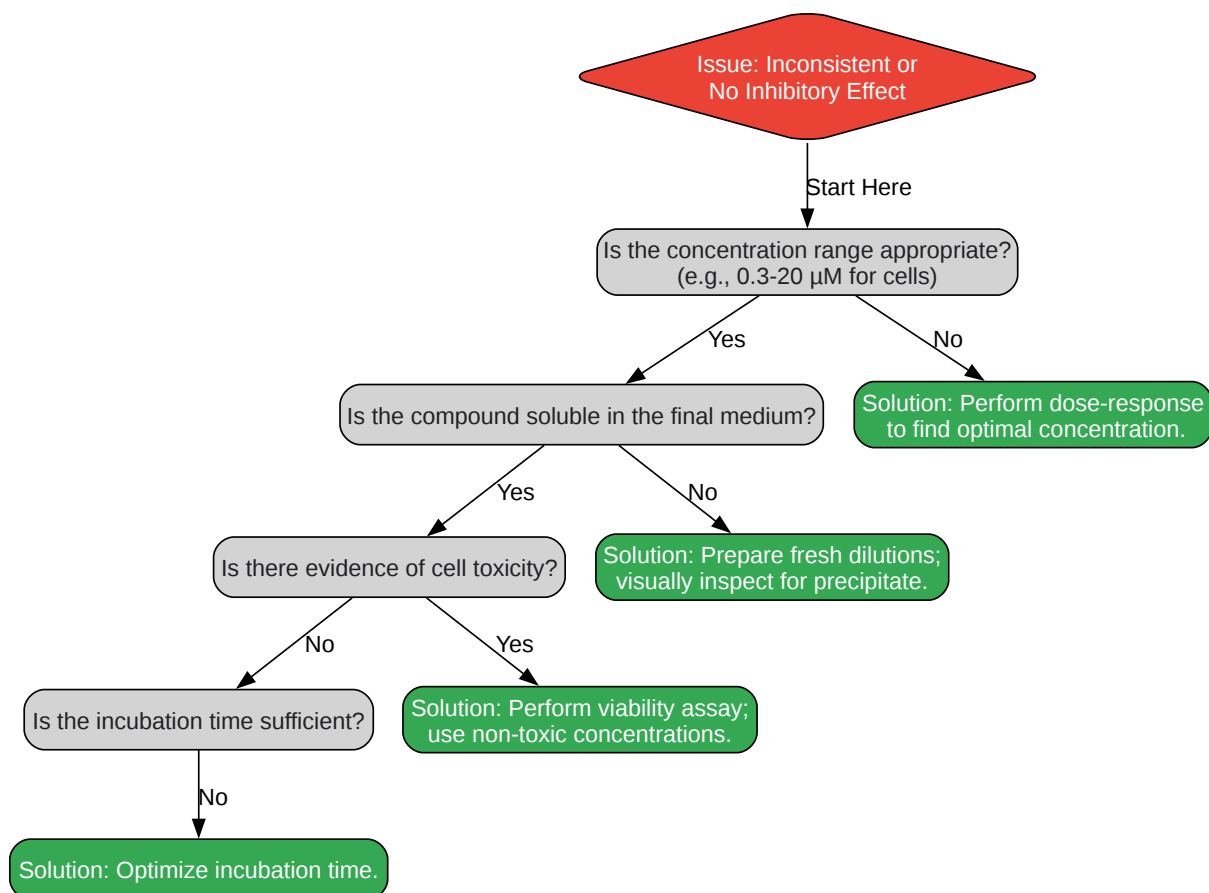 Issue: Inconsistent or
No Inhibitory Effect
Start Here
Is the concentration range appropriate?
(e.g., 0.3-20 µM for cells)
Yes
No
Is the compound soluble in the final medium?
Solution: Perform dose-response
to find optimal concentration.
Yes
No
Is there evidence of cell toxicity?
Solution: Prepare fresh dilutions;
visually inspect for precipitate.
No
Yes
Is the incubation time sufficient?
Solution: Perform viability assay;
use non-toxic concentrations.
No
Solution: Optimize incubation time.